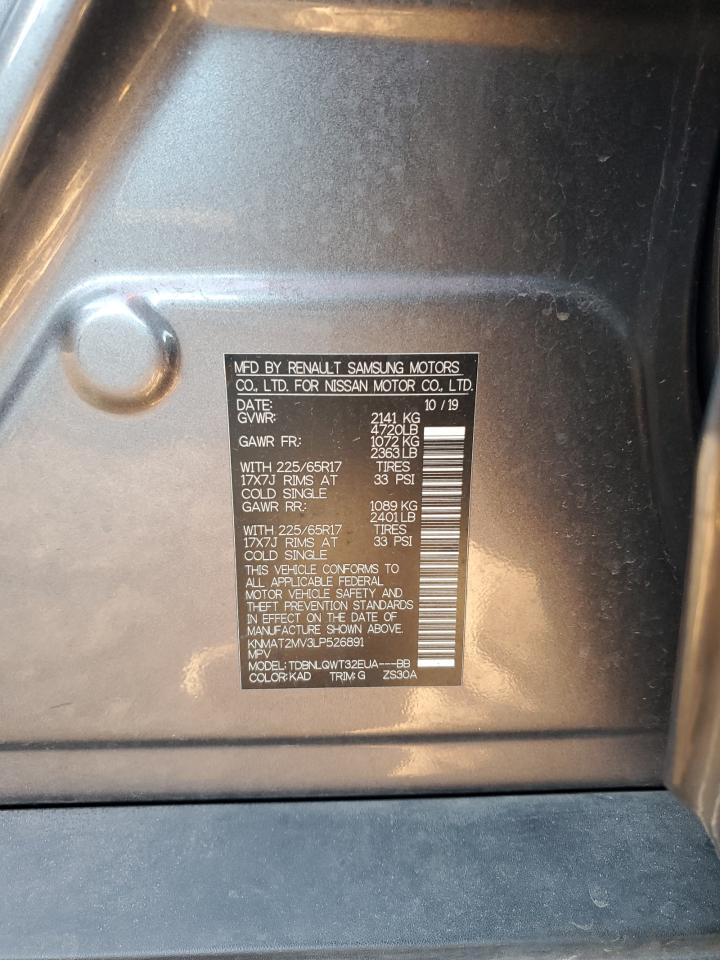 MFD BY RENAULT SAMSUNG MOTORS
CO., LTD. FOR NISSAN MOTOR CO., LTD.
DATE: 10 / 19
GVWR: 2141 KG
4720LB
GAWR FR: 1072 KG
2363 LB
WITH 225/65R17 TIRES
17X7J RIMS AT 33 PSI
COLD SINGLE
GAWR RR: 1089 KG
2401 LB
WITH 225/65R17 TIRES
17X7J RIMS AT 33 PSI
COLD SINGLE
THIS VEHICLE CONFORMS TO
ALL APPLICABLE FEDERAL
MOTOR VEHICLE SAFETY AND
THEFT PREVENTION STANDARDS
IN EFFECT ON THE DATE OF
MANUFACTURE SHOWN ABOVE.
KNMAT2MV3LP526891
MPV
MODEL: TDBNLQWT32EUA---BB
COLOR: KAD TRIM: G ZS30A